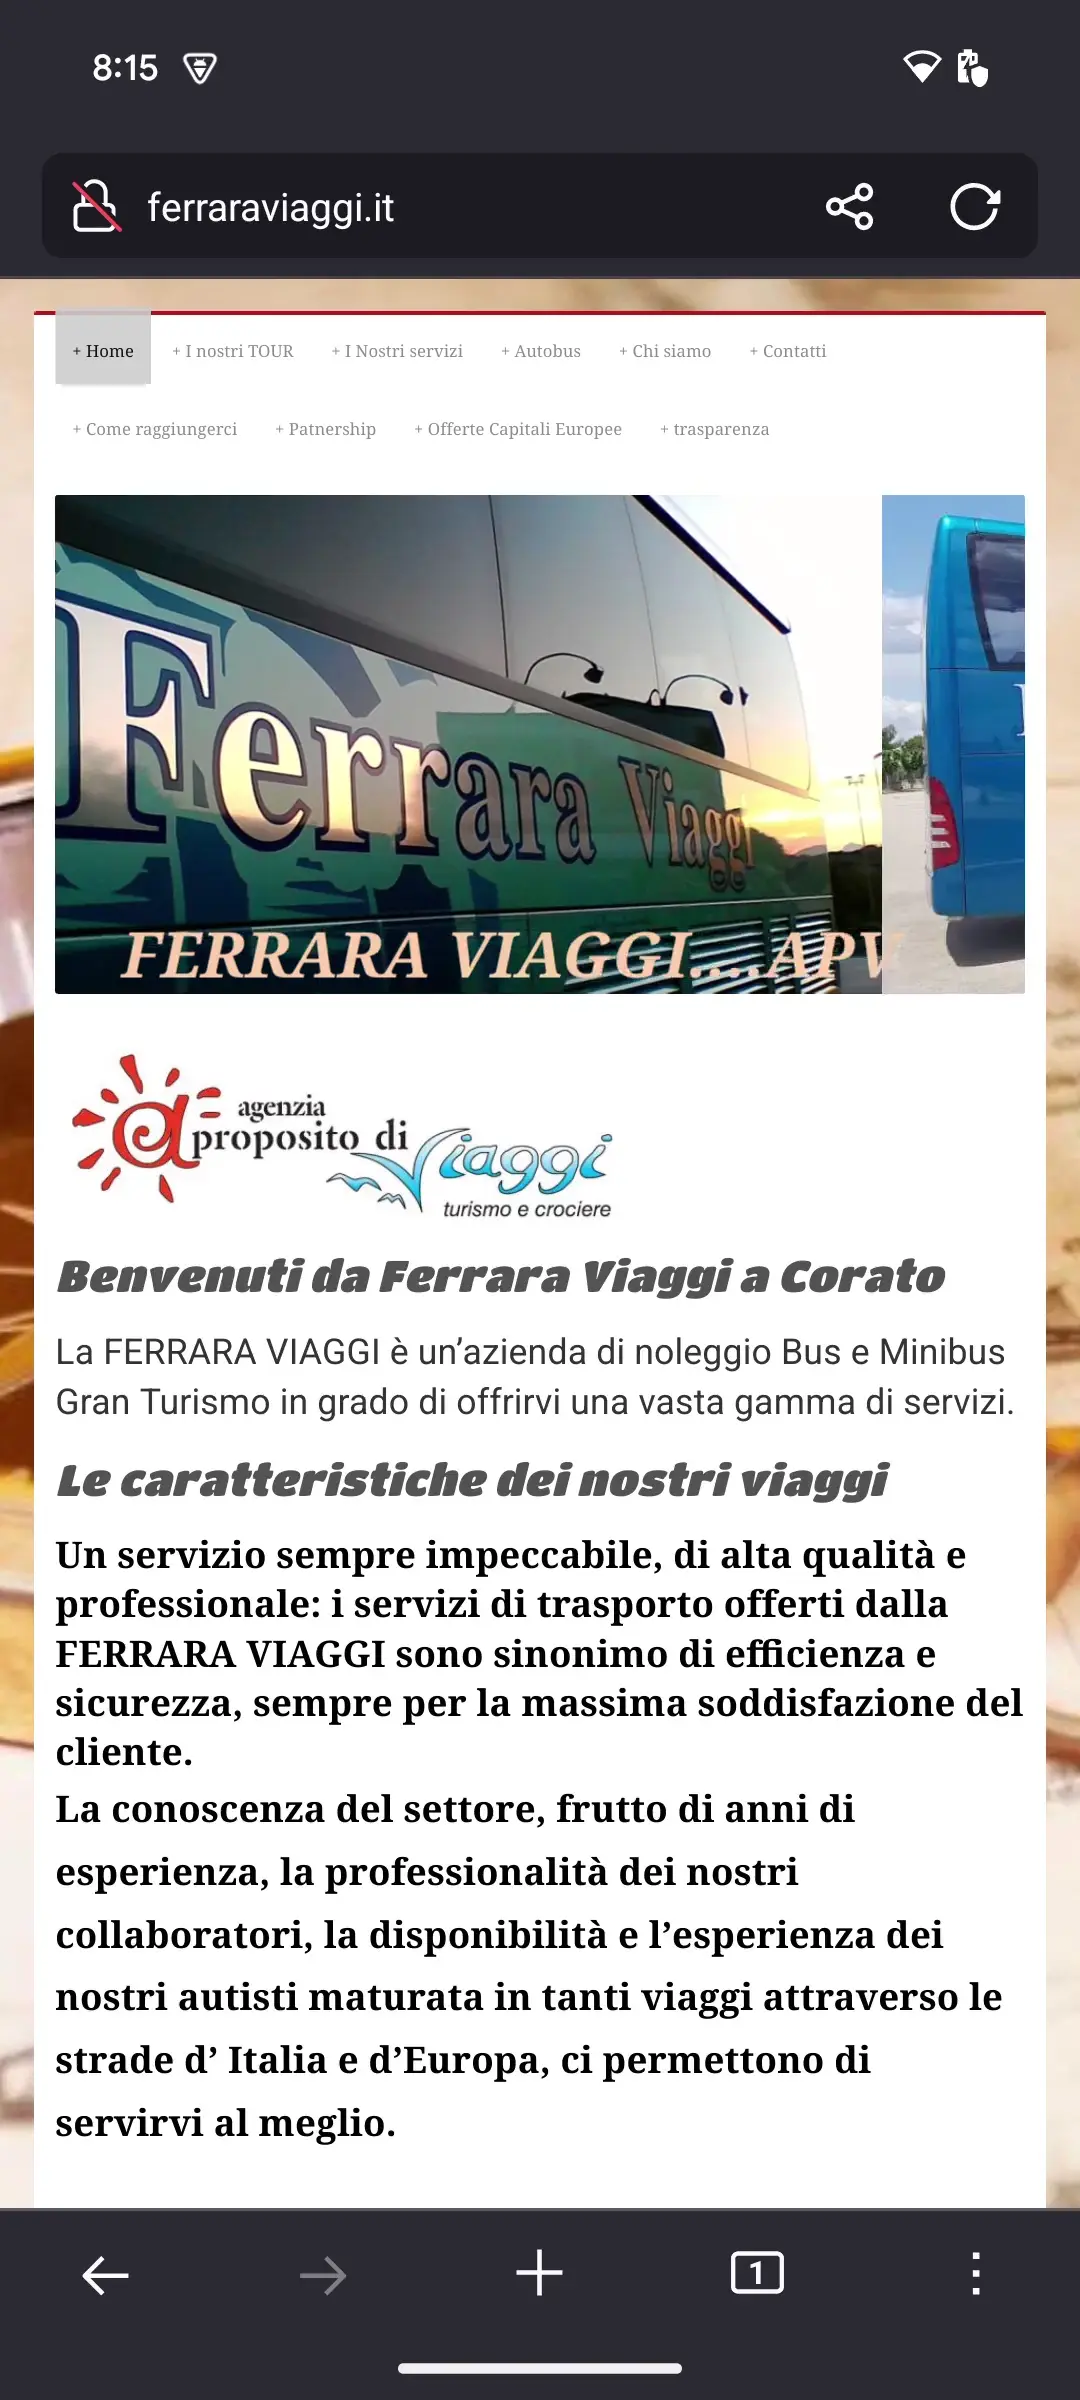 8:15
ferraraviaggi.it
+ Home + I nostri TOUR + I Nostri servizi + Autobus + Chi siamo + Contatti
+ Come raggiungerci + Patnership + Offerte Capitali Europee + trasparenza
Ferrara Viaggi
FERRARA VIAGGI....APV
agenzia
a proposito di
Viaggi
turismo e crociere
Benvenuti da Ferrara Viaggi a Corato
La FERRARA VIAGGI è un’azienda di noleggio Bus e Minibus
Gran Turismo in grado di offrirvi una vasta gamma di servizi.
Le caratteristiche dei nostri viaggi
Un servizio sempre impeccabile, di alta qualità e
professionale: i servizi di trasporto offerti dalla
FERRARA VIAGGI sono sinonimo di efficienza e
sicurezza, sempre per la massima soddisfazione del
cliente.
La conoscenza del settore, frutto di anni di
esperienza, la professionalità dei nostri
collaboratori, la disponibilità e l’esperienza dei
nostri autisti maturata in tanti viaggi attraverso le
strade d’ Italia e d’Europa, ci permettono di
servirvi al meglio.
1